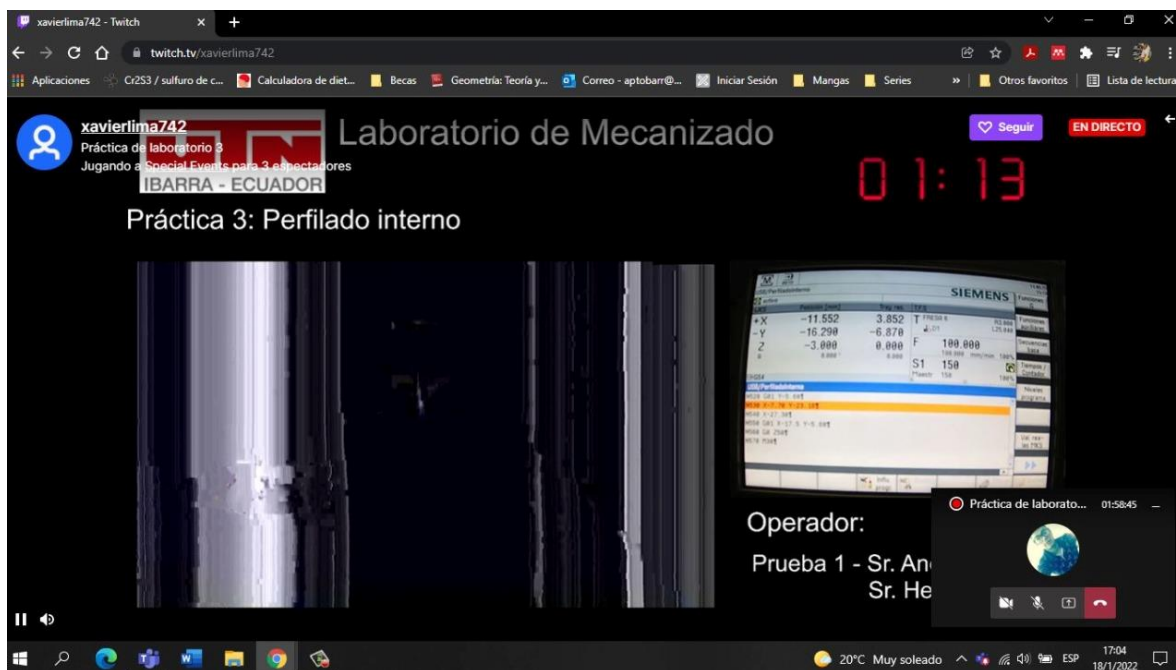 xavierlima742 - Twitch
twitch.tv/xavierlima742
Aplicaciones Cr2S3 / sulfuro de c... Calculadora de diet... Becas Geometría: Teoría y... Correo - aptobarr@... Iniciar Sesión Mangas Series » Otros favoritos Lista de lectura
xavierlima742
Práctica de laboratorio 3
Jugando a Special Events para 3 espectadores
UTN
IBARRA - ECUADOR
Laboratorio de Mecanizado
Seguir
EN DIRECTO
01:13
Práctica 3: Perfilado interno
SIEMENS
+X -11.552 3.852
-Y -16.290 -6.870
Z -3.000 0.000
F 100.000
S1 150
Operador:
Prueba 1 - Sr. An
Sr. He
Práctica de laborato... 01:58:45
20°C Muy soleado ESP 17:04
18/1/2022